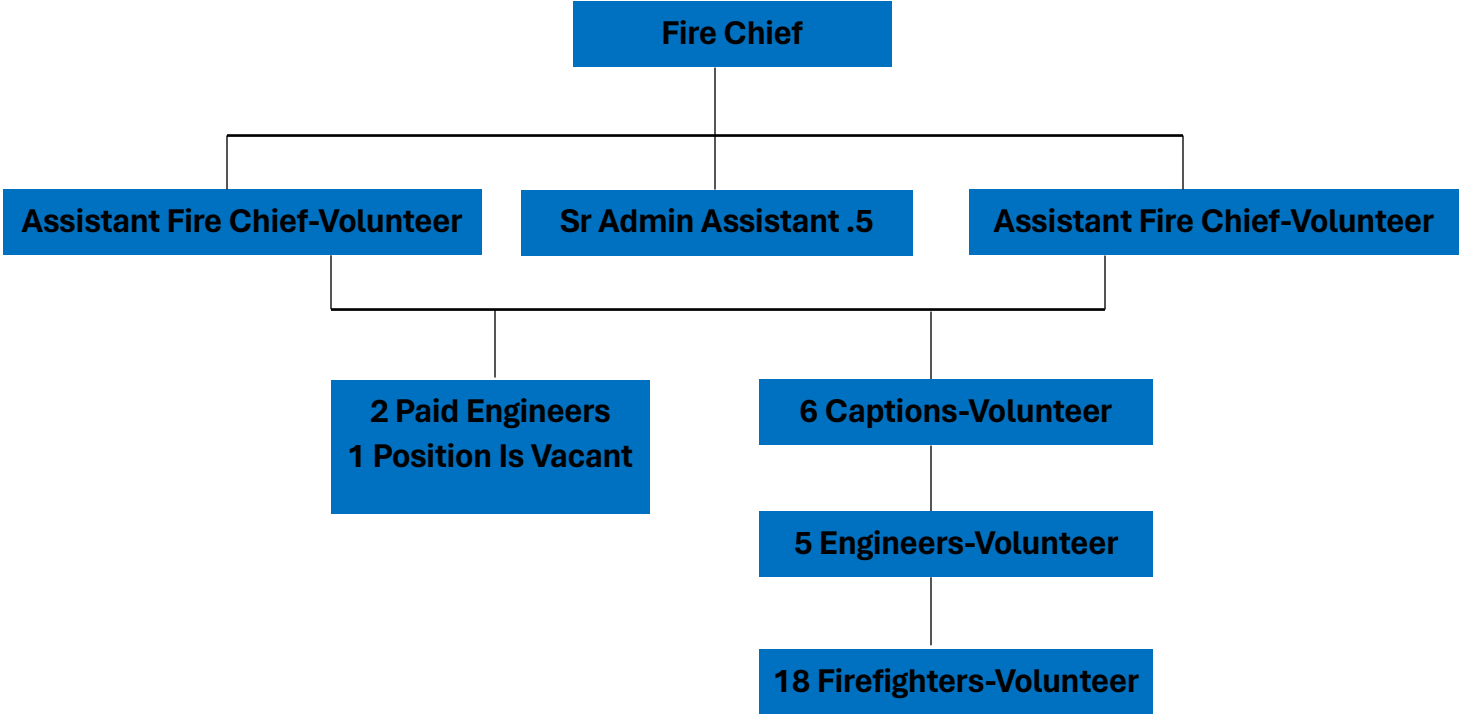 Fire Chief
Assistant Fire Chief-Volunteer
Sr Admin Assistant .5
Assistant Fire Chief-Volunteer
2 Paid Engineers
1 Position Is Vacant
6 Captions-Volunteer
5 Engineers-Volunteer
18 Firefighters-Volunteer